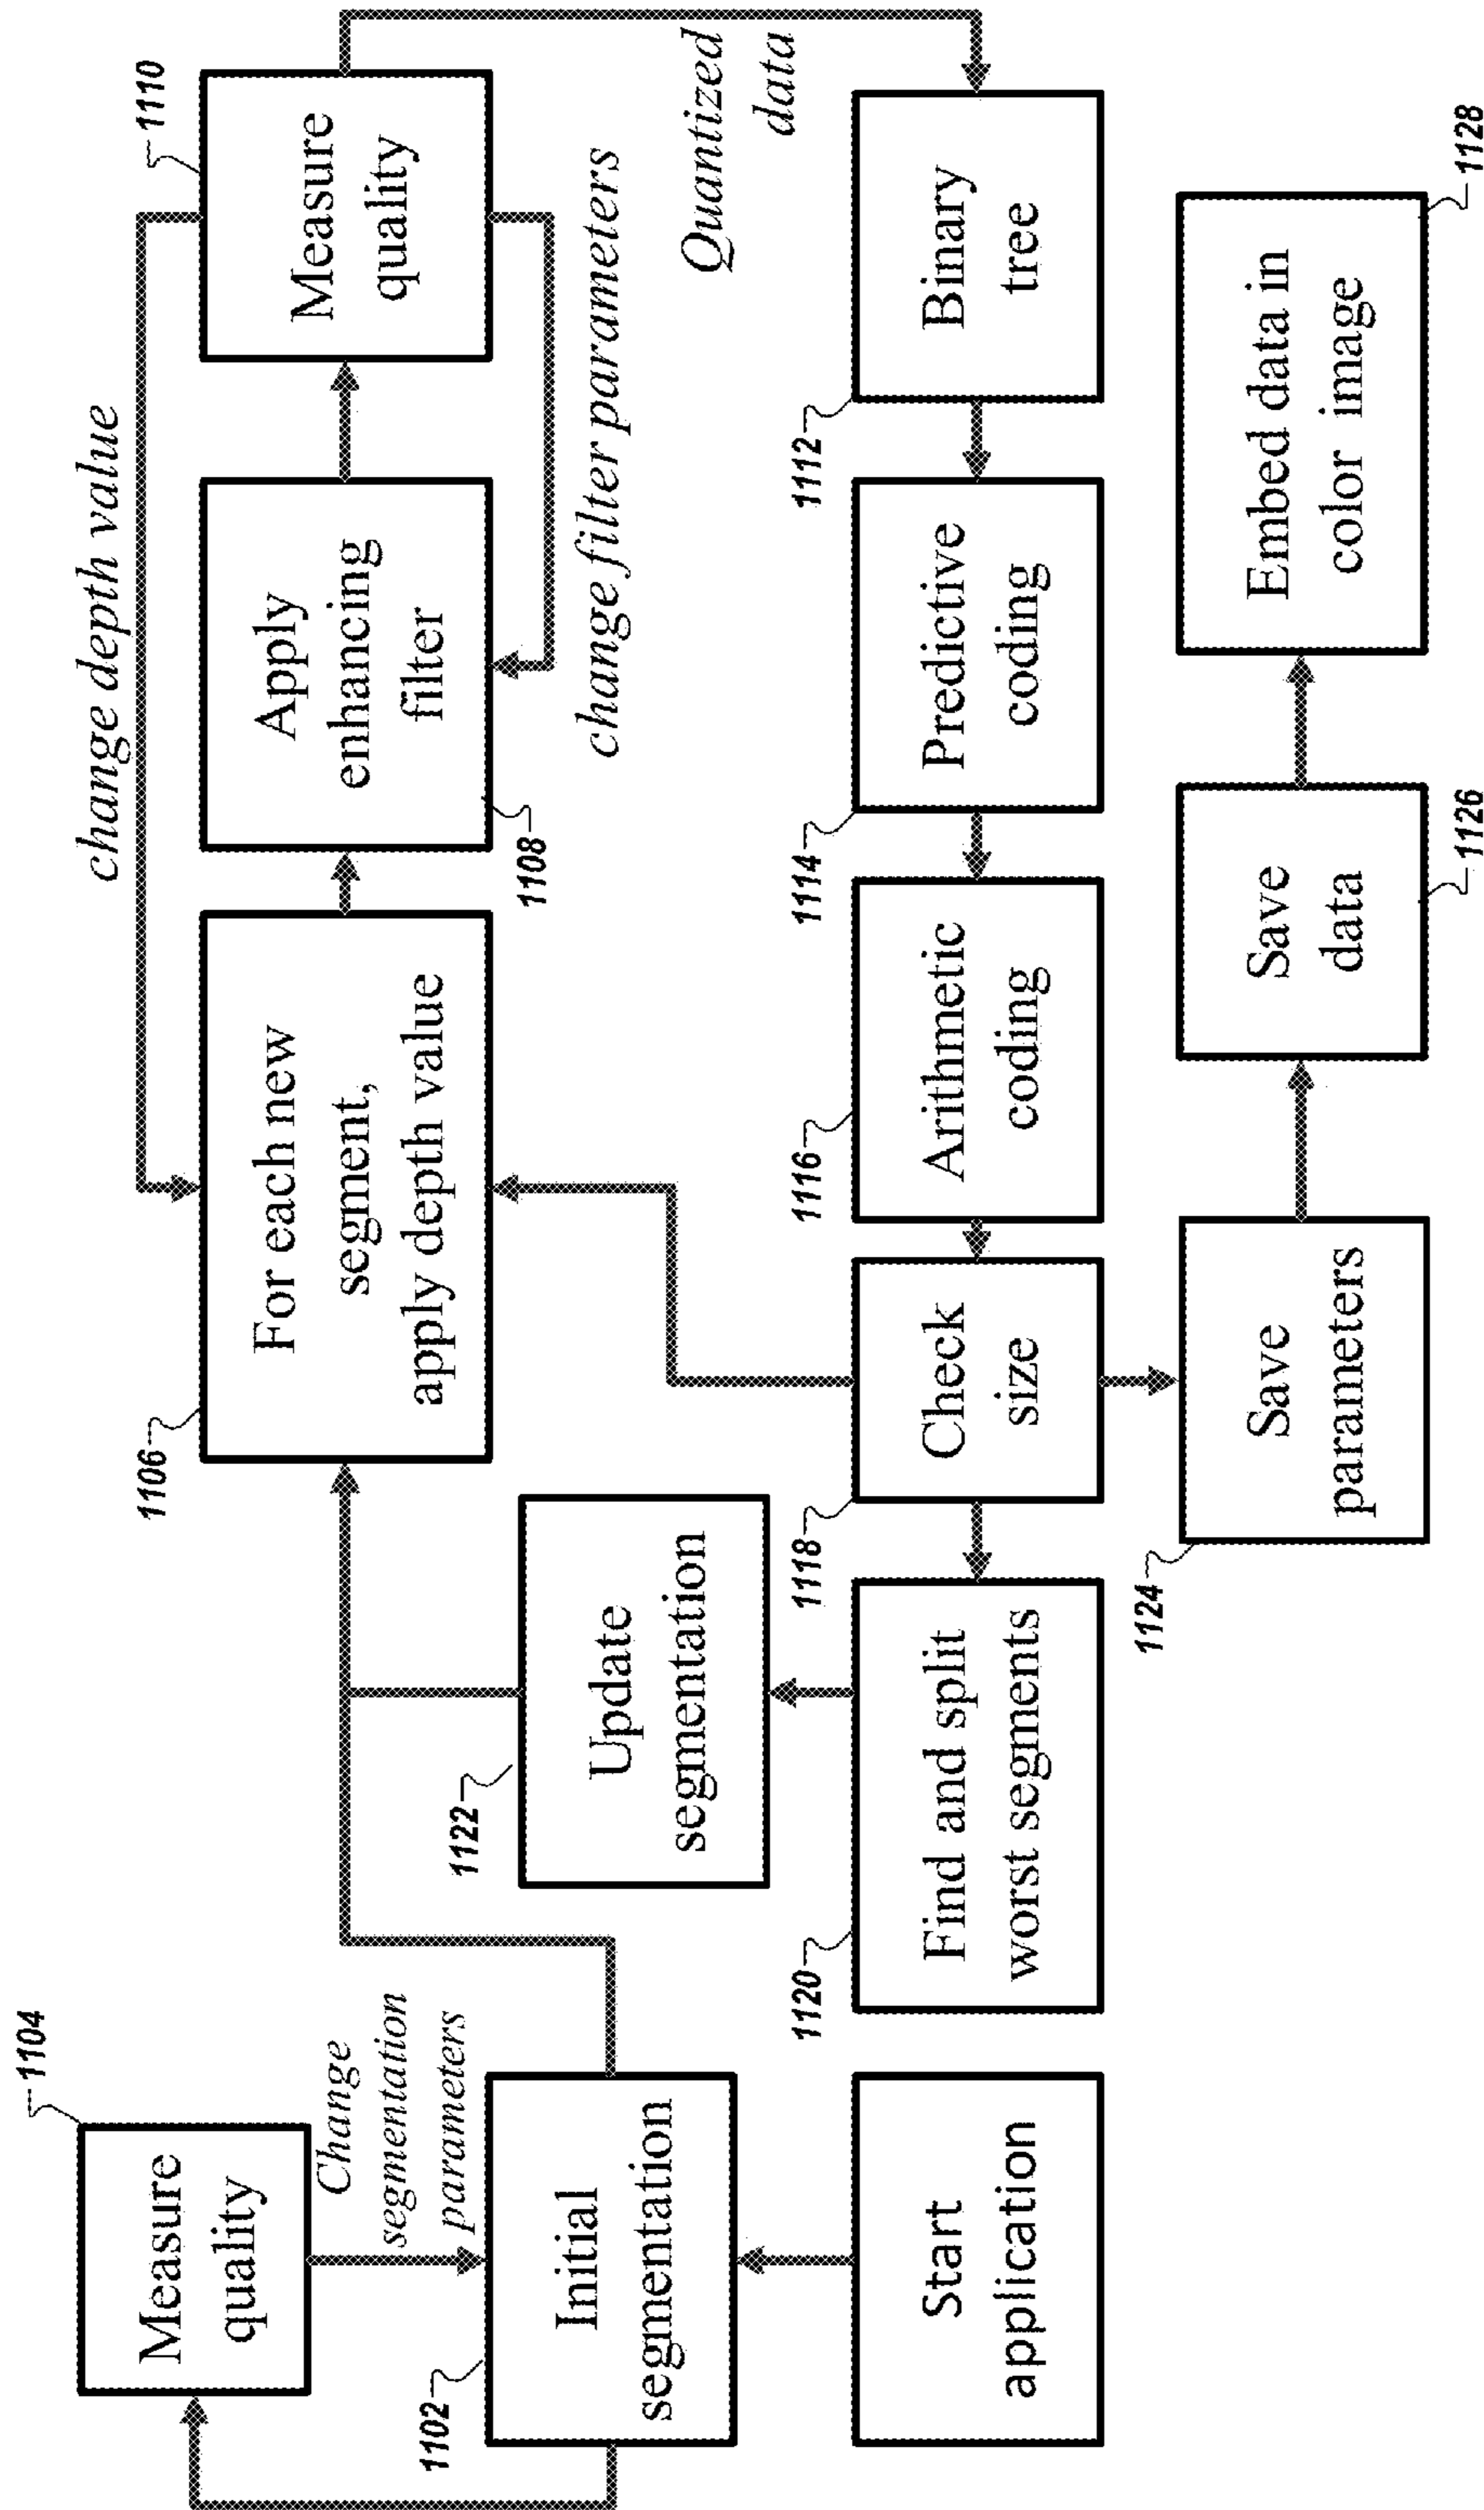 1104
Measure
quality
Change
segmentation
parameters
1102
Initial
segmentation
Start
application
change depth value
1106
For each new
segment,
apply depth value
Apply
enhancing
filter
1108
1110
Measure
quality
change filter parameters
Quantized
data
1112
Binary
tree
1114
Predictive
coding
1116
Arithmetic
coding
1118
Check
size
1120
Find and split
worst segments
1122
Update
segmentation
1124
Save
parameters
Save
data
1126
Embed data in
color image
1128